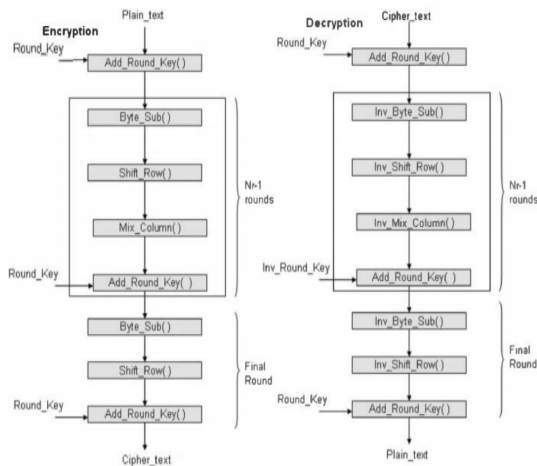 Plain_text
Encryption
Round_Key
Add_Round_Key( )
Byte_Sub( )
Shift_Row( )
Mix_Column( )
Nr-1
rounds
Round_Key
Add_Round_Key( )
Byte_Sub( )
Shift_Row( )
Final
Round
Round_Key
Add_Round_Key( )
Cipher_text
Decryption
Cipher_text
Round_Key
Add_Round_Key( )
Inv_Byte_Sub( )
Inv_Shift_Row( )
Inv_Mix_Column( )
Nr-1
rounds
Inv_Round_Key
Add_Round_Key( )
Inv_Byte_Sub( )
Inv_Shift_Row( )
Final
Round
Round_Key
Add_Round_Key( )
Plain_text